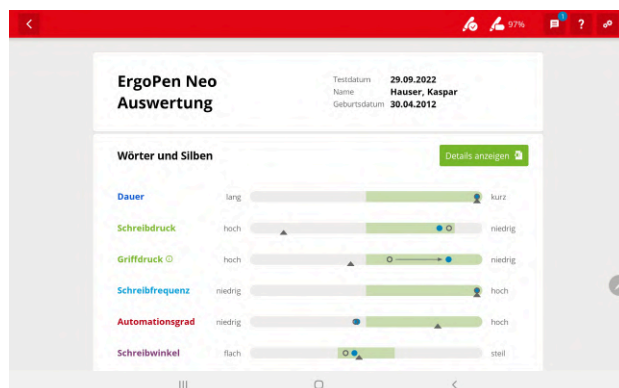 97%
1
?
ErgoPen Neo
Auswertung
Testdatum 29.09.2022
Name Hauser, Kaspar
Geburtsdatum 30.04.2012
Wörter und Silben
Details anzeigen
Dauer lang kurz
Schreibdruck hoch niedrig
Griffdruck hoch niedrig
Schreibfrequenz niedrig hoch
Automationsgrad niedrig hoch
Schreibwinkel flach steil